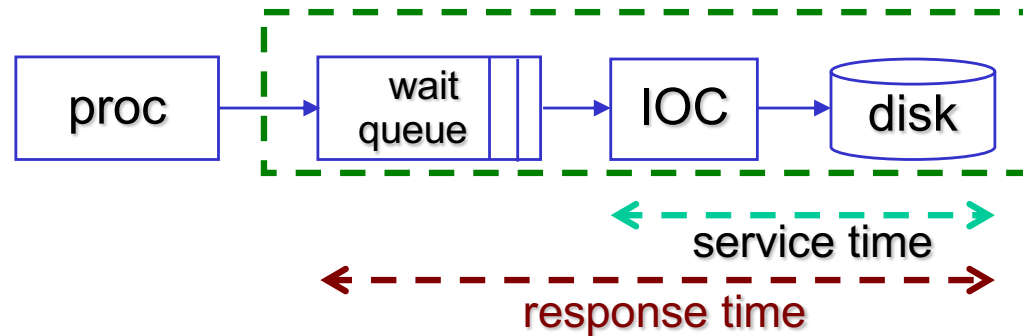 proc
wait
queue
IOC
disk
service time
response time